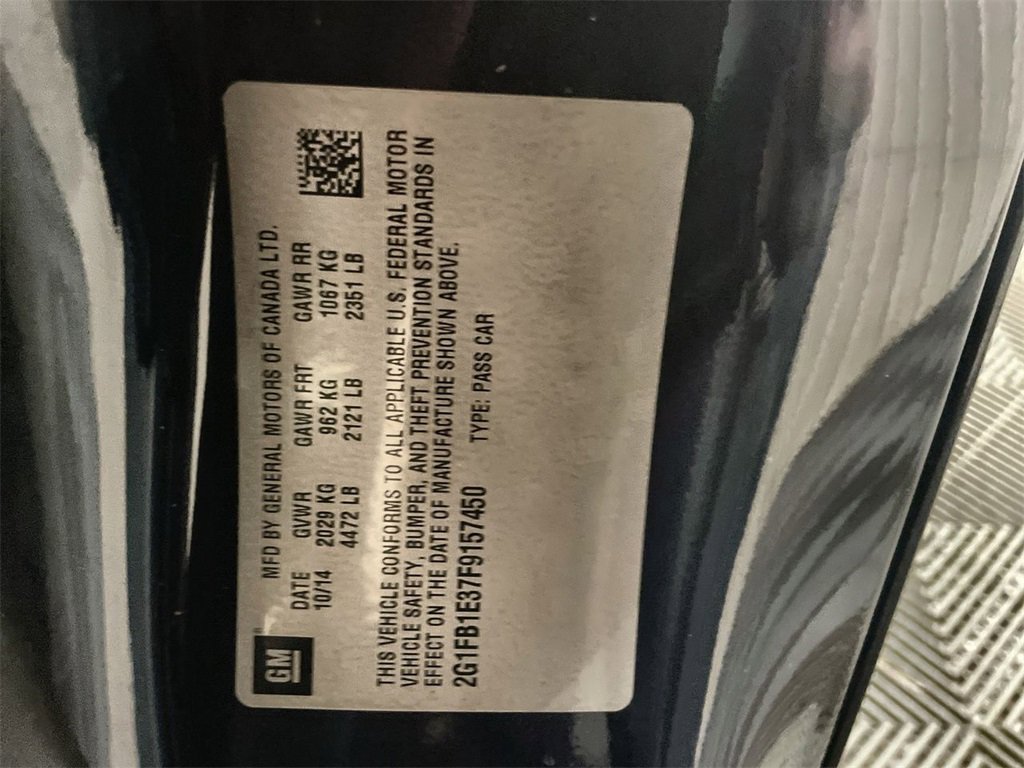 GM
MFD BY GENERAL MOTORS OF CANADA LTD.
DATE GVWR GAWR FRT GAWR RR
10/14 2029 KG 962 KG 1067 KG
4472 LB 2121 LB 2351 LB
THIS VEHICLE CONFORMS TO ALL APPLICABLE U.S. FEDERAL MOTOR
VEHICLE SAFETY, BUMPER, AND THEFT PREVENTION STANDARDS IN
EFFECT ON THE DATE OF MANUFACTURE SHOWN ABOVE.
2G1FB1E37F9157450 TYPE: PASS CAR